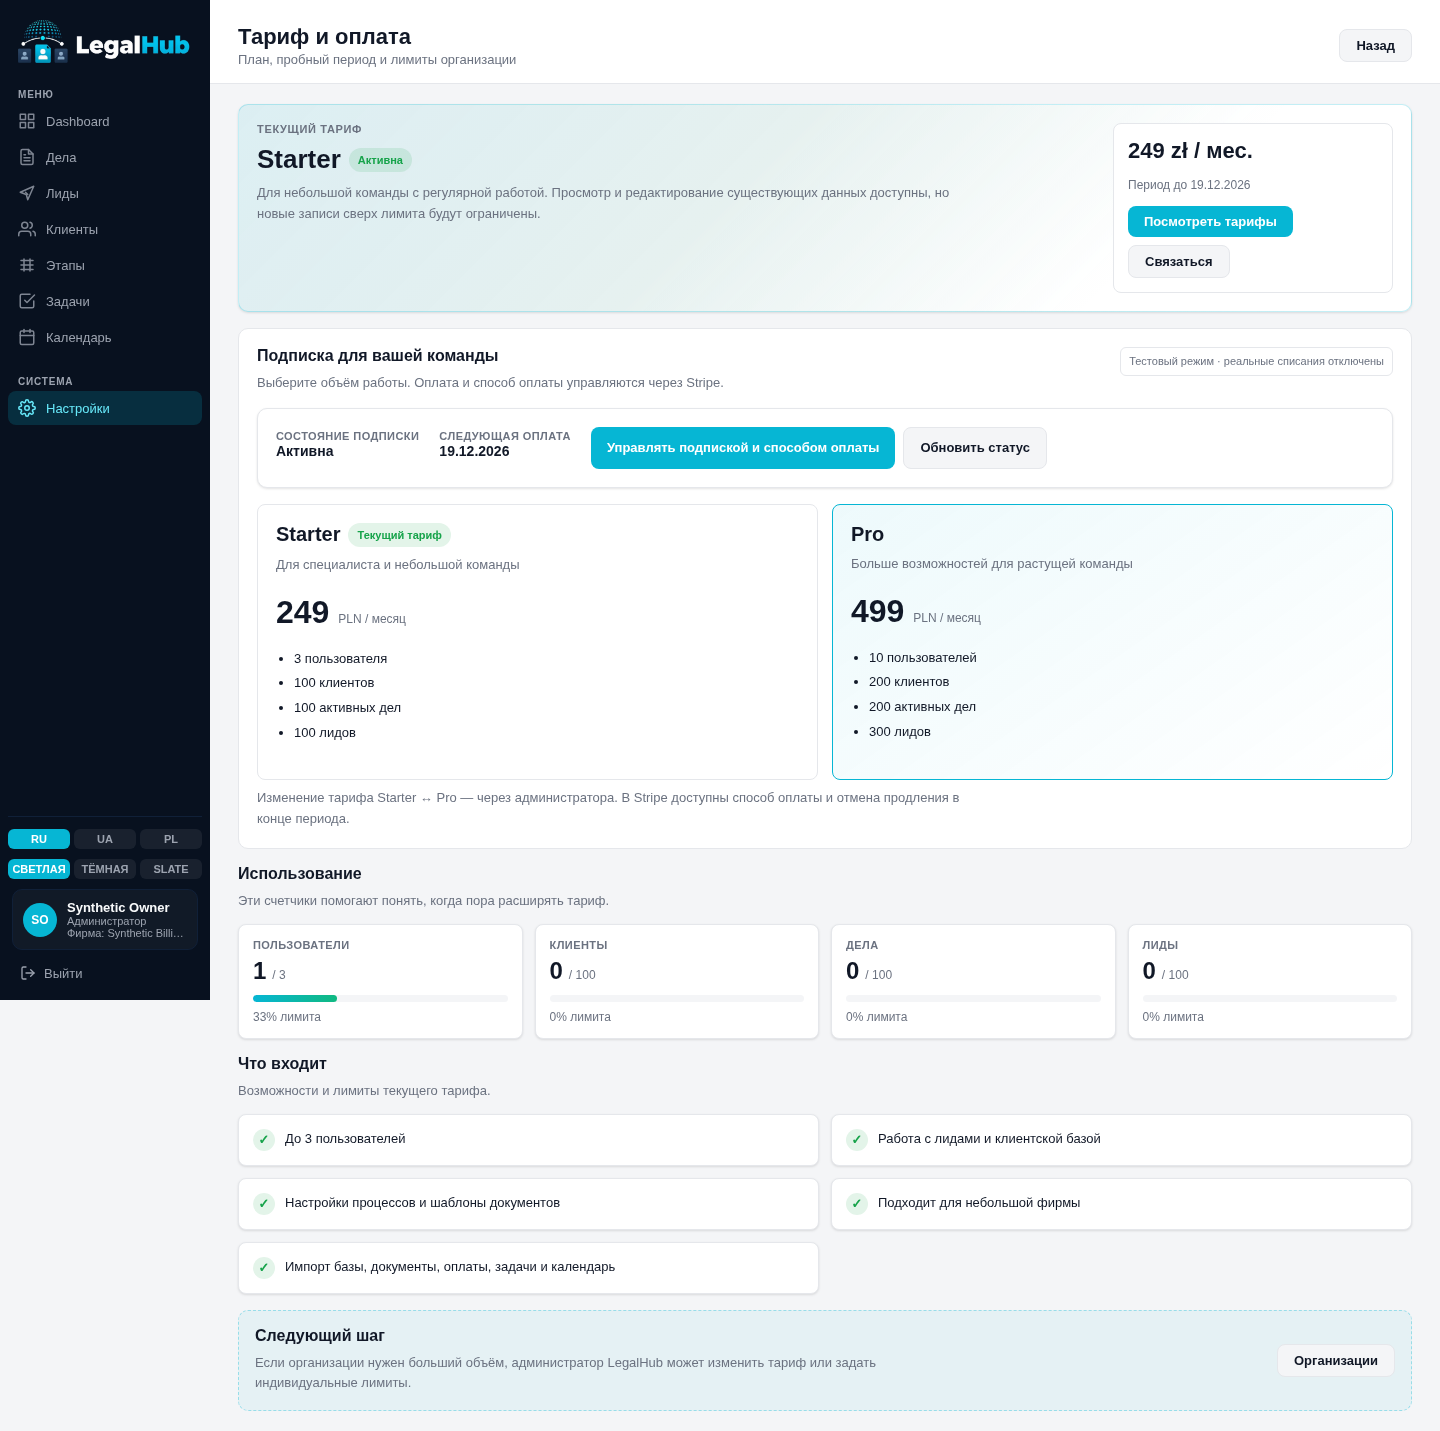 LegalHub
МЕНЮ
Dashboard
Дела
Лиды
Клиенты
Этапы
Задачи
Календарь
СИСТЕМА
Настройки
RU
UA
PL
СВЕТЛАЯ
ТЁМНАЯ
SLATE
SO
Synthetic Owner
Администратор
Фирма: Synthetic Billi...
Выйти
Тариф и оплата
План, пробный период и лимиты организации
Назад
ТЕКУЩИЙ ТАРИФ
Starter
Активна
Для небольшой команды с регулярной работой. Просмотр и редактирование существующих данных доступны, но
новые записи сверх лимита будут ограничены.
249 zł / мес.
Период до 19.12.2026
Посмотреть тарифы
Связаться
Подписка для вашей команды
Выберите объём работы. Оплата и способ оплаты управляются через Stripe.
Тестовый режим · реальные списания отключены
СОСТОЯНИЕ ПОДПИСКИ
Активна
СЛЕДУЮЩАЯ ОПЛАТА
19.12.2026
Управлять подпиской и способом оплаты
Обновить статус
Starter
Текущий тариф
Для специалиста и небольшой команды
249 PLN / месяц
• 3 пользователя
• 100 клиентов
• 100 активных дел
• 100 лидов
Pro
Больше возможностей для растущей команды
499 PLN / месяц
• 10 пользователей
• 200 клиентов
• 200 активных дел
• 300 лидов
Изменение тарифа Starter ↔ Pro — через администратора. В Stripe доступны способ оплаты и отмена продления в
конце периода.
Использование
Эти счетчики помогают понять, когда пора расширять тариф.
ПОЛЬЗОВАТЕЛИ
1 / 3
33% лимита
КЛИЕНТЫ
0 / 100
0% лимита
ДЕЛА
0 / 100
0% лимита
ЛИДЫ
0 / 100
0% лимита
Что входит
Возможности и лимиты текущего тарифа.
✓ До 3 пользователей
✓ Работа с лидами и клиентской базой
✓ Настройки процессов и шаблоны документов
✓ Подходит для небольшой фирмы
✓ Импорт базы, документы, оплаты, задачи и календарь
Следующий шаг
Если организации нужен больший объём, администратор LegalHub может изменить тариф или задать
индивидуальные лимиты.
Организации